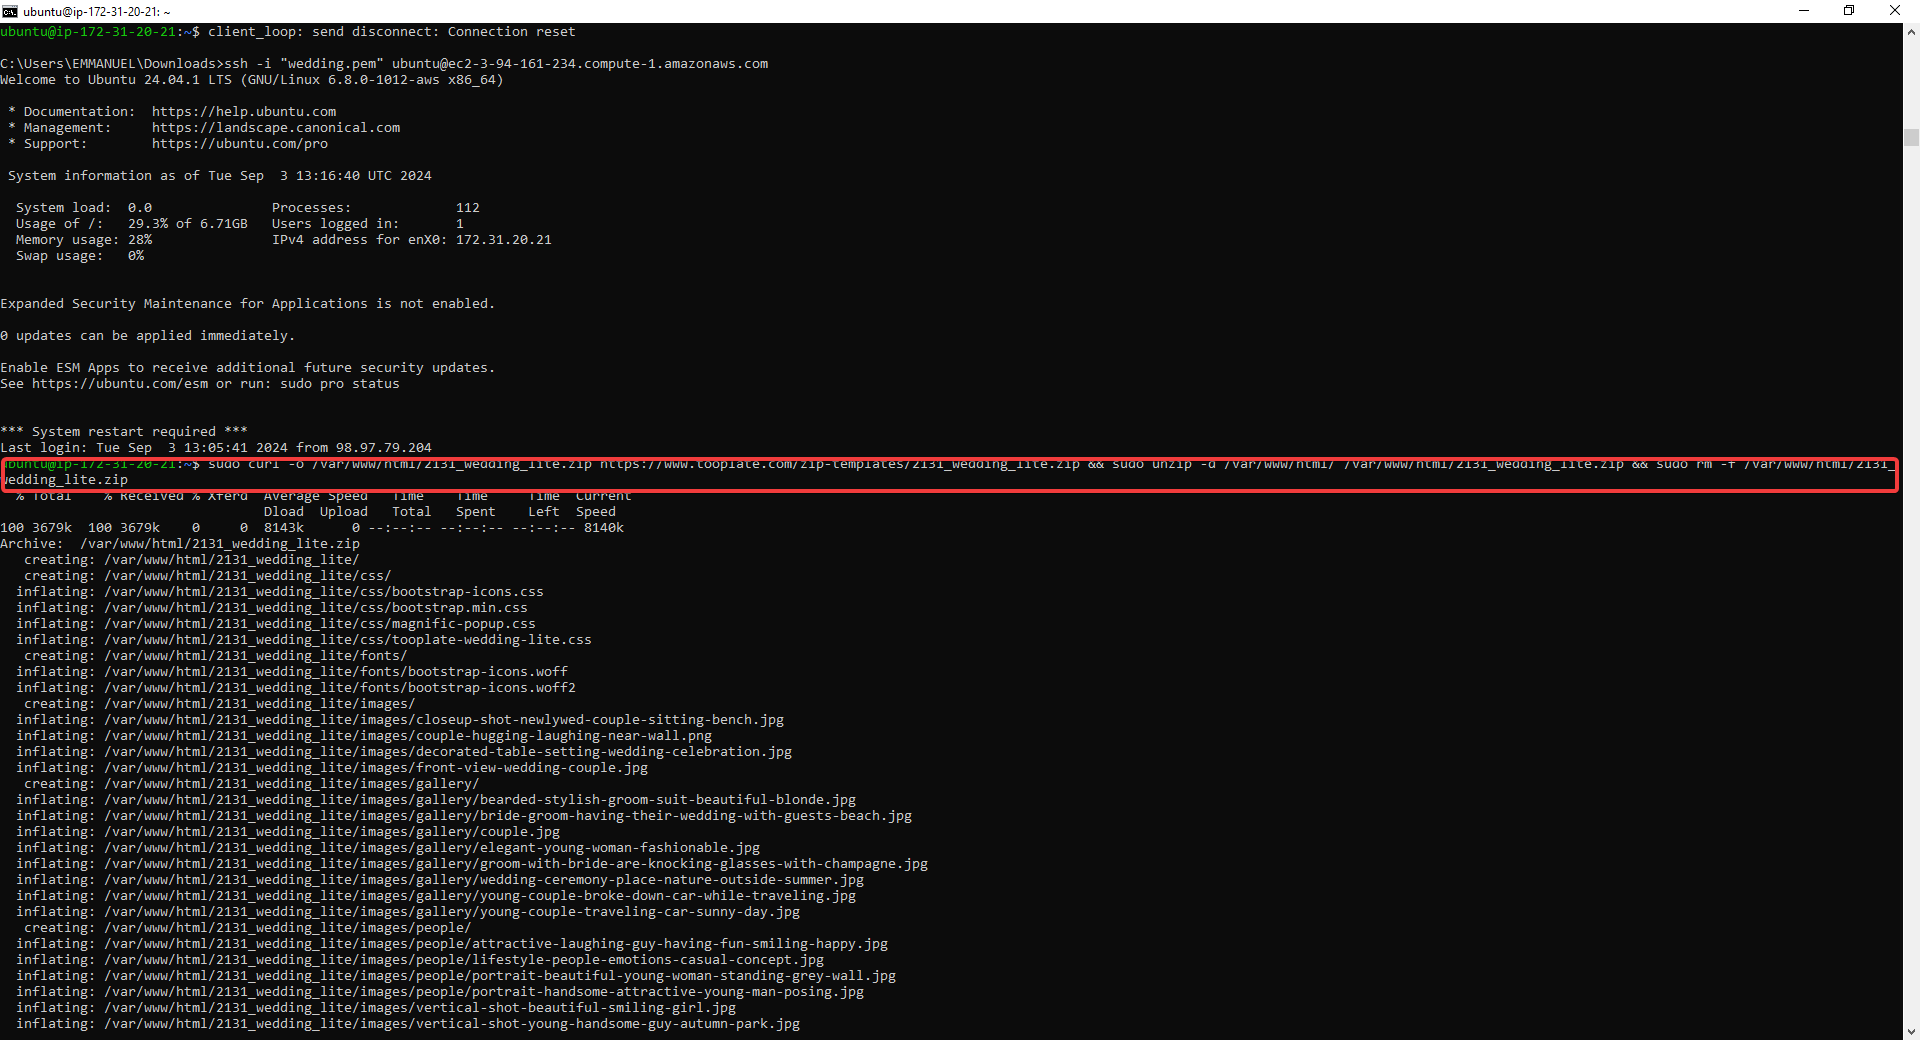 ubuntu@ip-172-31-20-21: ~
ubuntu@ip-172-31-20-21:~$ client_loop: send disconnect: Connection reset
C:\Users\EMMANUEL\Downloads>ssh -i "wedding.pem" ubuntu@ec2-3-94-161-234.compute-1.amazonaws.com
Welcome to Ubuntu 24.04.1 LTS (GNU/Linux 6.8.0-1012-aws x86_64)
* Documentation:  https://help.ubuntu.com
* Management:     https://landscape.canonical.com
* Support:        https://ubuntu.com/pro
System information as of Tue Sep  3 13:16:40 UTC 2024
System load:  0.0               Processes:             112
Usage of /:   29.3% of 6.71GB   Users logged in:       1
Memory usage: 28%               IPv4 address for enX0: 172.31.20.21
Swap usage:   0%
Expanded Security Maintenance for Applications is not enabled.
0 updates can be applied immediately.
Enable ESM Apps to receive additional future security updates.
See https://ubuntu.com/esm or run: sudo pro status
*** System restart required ***
Last login: Tue Sep  3 13:05:41 2024 from 98.97.79.204
ubuntu@ip-172-31-20-21:~$ sudo curl -o /var/www/html/2131_wedding_lite.zip https://www.tooplate.com/zip-templates/2131_wedding_lite.zip && sudo unzip -d /var/www/html/ /var/www/html/2131_wedding_lite.zip && sudo rm -f /var/www/html/2131_
wedding_lite.zip
% Total    % Received % Xferd  Average Speed   Time    Time     Time  Current
Dload  Upload   Total   Spent    Left  Speed
100 3679k  100 3679k    0     0  8143k      0 --:--:-- --:--:-- --:--:-- 8140k
Archive:  /var/www/html/2131_wedding_lite.zip
creating: /var/www/html/2131_wedding_lite/
creating: /var/www/html/2131_wedding_lite/css/
inflating: /var/www/html/2131_wedding_lite/css/bootstrap-icons.css
inflating: /var/www/html/2131_wedding_lite/css/bootstrap.min.css
inflating: /var/www/html/2131_wedding_lite/css/magnific-popup.css
inflating: /var/www/html/2131_wedding_lite/css/tooplate-wedding-lite.css
creating: /var/www/html/2131_wedding_lite/fonts/
inflating: /var/www/html/2131_wedding_lite/fonts/bootstrap-icons.woff
inflating: /var/www/html/2131_wedding_lite/fonts/bootstrap-icons.woff2
creating: /var/www/html/2131_wedding_lite/images/
inflating: /var/www/html/2131_wedding_lite/images/closeup-shot-newlywed-couple-sitting-bench.jpg
inflating: /var/www/html/2131_wedding_lite/images/couple-hugging-laughing-near-wall.png
inflating: /var/www/html/2131_wedding_lite/images/decorated-table-setting-wedding-celebration.jpg
inflating: /var/www/html/2131_wedding_lite/images/front-view-wedding-couple.jpg
creating: /var/www/html/2131_wedding_lite/images/gallery/
inflating: /var/www/html/2131_wedding_lite/images/gallery/bearded-stylish-groom-suit-beautiful-blonde.jpg
inflating: /var/www/html/2131_wedding_lite/images/gallery/bride-groom-having-their-wedding-with-guests-beach.jpg
inflating: /var/www/html/2131_wedding_lite/images/gallery/couple.jpg
inflating: /var/www/html/2131_wedding_lite/images/gallery/elegant-young-woman-fashionable.jpg
inflating: /var/www/html/2131_wedding_lite/images/gallery/groom-with-bride-are-knocking-glasses-with-champagne.jpg
inflating: /var/www/html/2131_wedding_lite/images/gallery/wedding-ceremony-place-nature-outside-summer.jpg
inflating: /var/www/html/2131_wedding_lite/images/gallery/young-couple-broke-down-car-while-traveling.jpg
inflating: /var/www/html/2131_wedding_lite/images/gallery/young-couple-traveling-car-sunny-day.jpg
creating: /var/www/html/2131_wedding_lite/images/people/
inflating: /var/www/html/2131_wedding_lite/images/people/attractive-laughing-guy-having-fun-smiling-happy.jpg
inflating: /var/www/html/2131_wedding_lite/images/people/lifestyle-people-emotions-casual-concept.jpg
inflating: /var/www/html/2131_wedding_lite/images/people/portrait-beautiful-young-woman-standing-grey-wall.jpg
inflating: /var/www/html/2131_wedding_lite/images/people/portrait-handsome-attractive-young-man-posing.jpg
inflating: /var/www/html/2131_wedding_lite/images/vertical-shot-beautiful-smiling-girl.jpg
inflating: /var/www/html/2131_wedding_lite/images/vertical-shot-young-handsome-guy-autumn-park.jpg